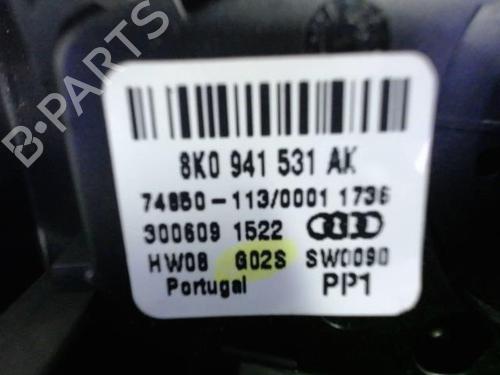 B-PARTS
8K0 941 531 AK
74850-113/0001 1736
300609 1522
HW08 G02S SW0090
Portugal PP1